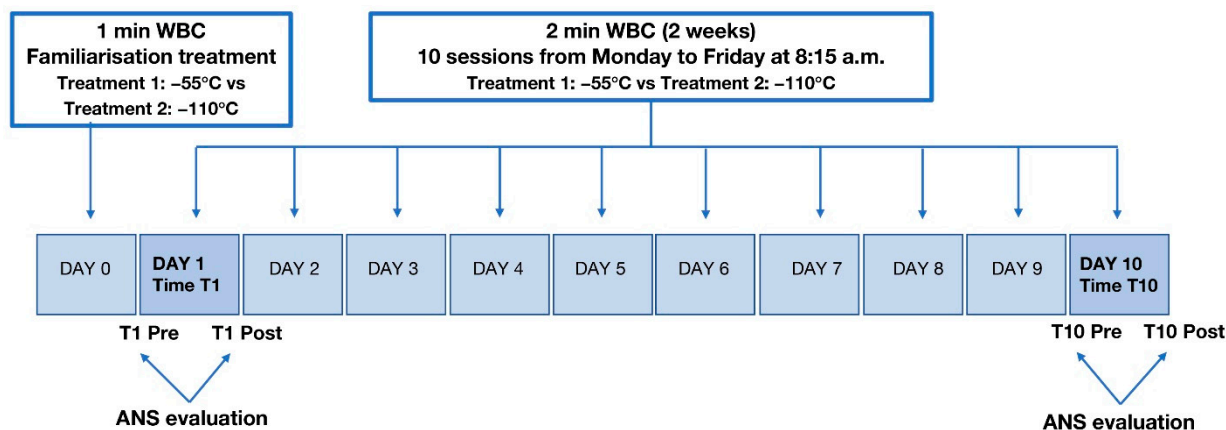 1 min WBC
Familiarisation treatment
Treatment 1: −55°C vs
Treatment 2: −110°C
2 min WBC (2 weeks)
10 sessions from Monday to Friday at 8:15 a.m.
Treatment 1: −55°C vs Treatment 2: −110°C
DAY 0
DAY 1
Time T1
DAY 2
DAY 3
DAY 4
DAY 5
DAY 6
DAY 7
DAY 8
DAY 9
DAY 10
Time T10
T1 Pre
T1 Post
T10 Pre
T10 Post
ANS evaluation
ANS evaluation